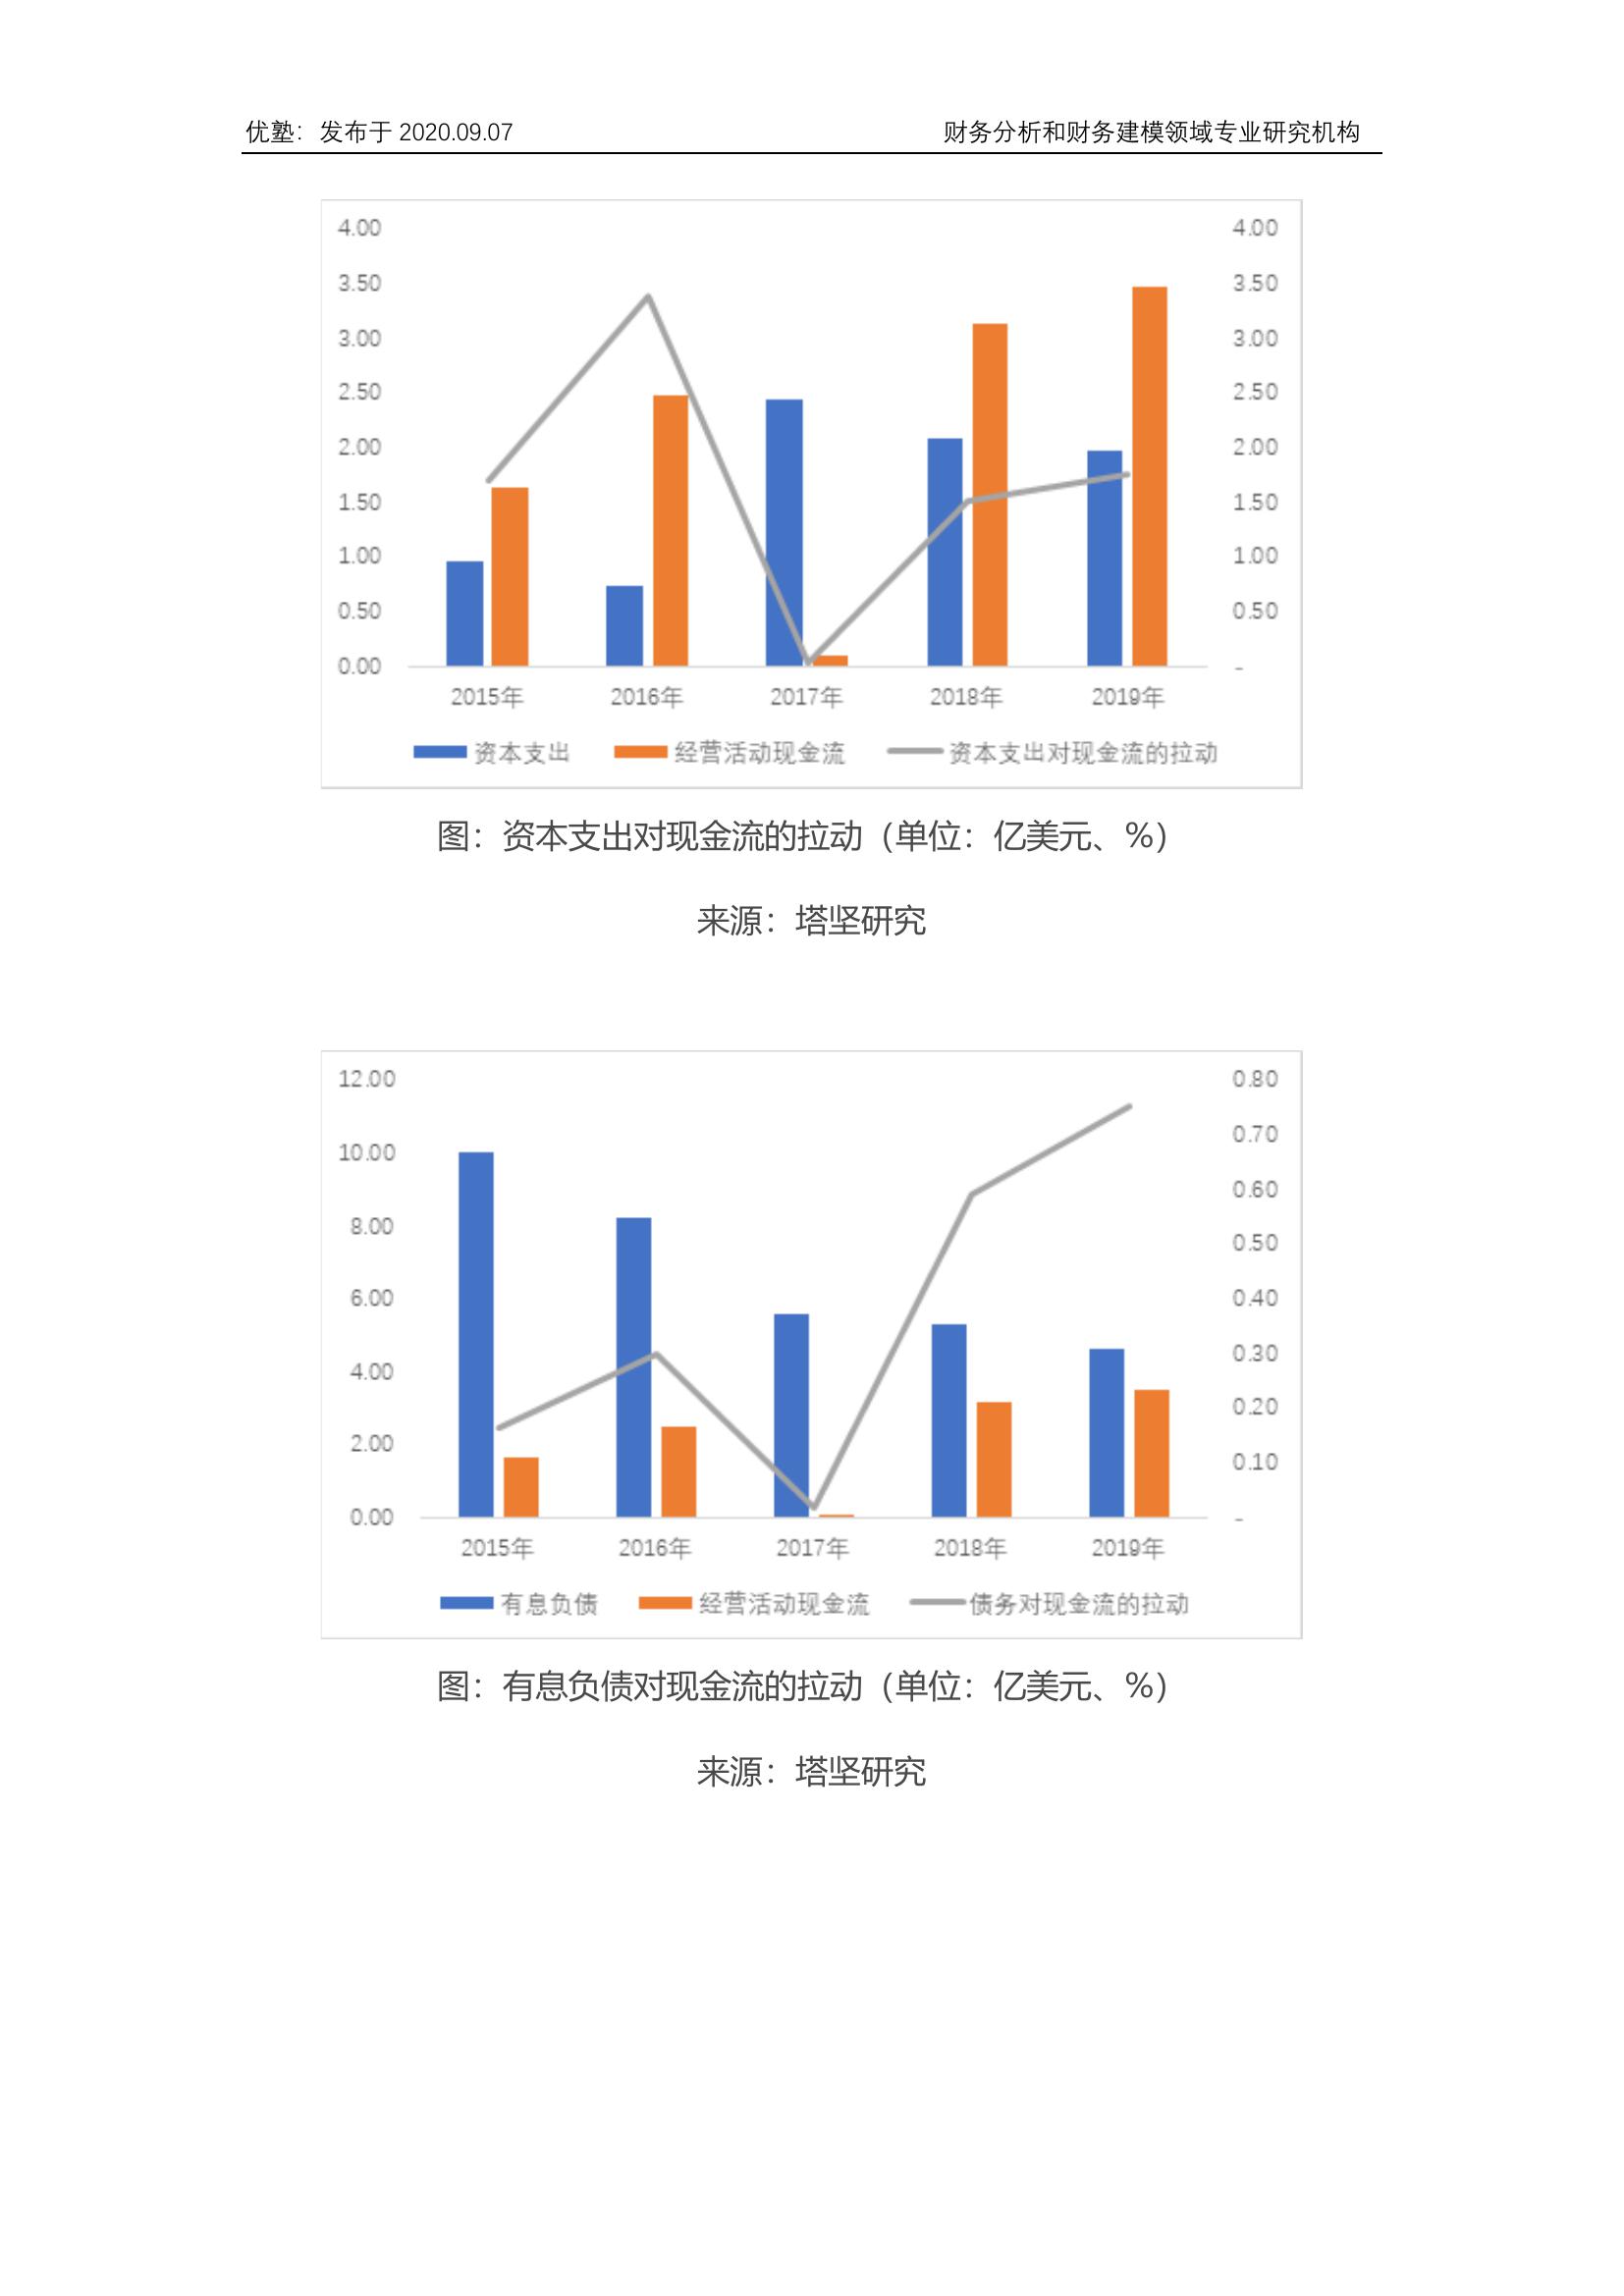 优塾：发布于 2020.09.07 财务分析和财务建模领域专业研究机构
4.00 4.00
3.50 3.50
3.00 3.00
2.50 2.50
2.00 2.00
1.50 1.50
1.00 1.00
0.50 0.50
0.00 -
2015年 2016年 2017年 2018年 2019年
资本支出 经营活动现金流 资本支出对现金流的拉动
图：资本支出对现金流的拉动（单位：亿美元、%）
来源：塔坚研究
12.00 0.80
0.70
10.00
0.60
8.00
0.50
6.00 0.40
0.30
4.00
0.20
2.00
0.10
0.00 -
2015年 2016年 2017年 2018年 2019年
有息负债 经营活动现金流 债务对现金流的拉动
图：有息负债对现金流的拉动（单位：亿美元、%）
来源：塔坚研究